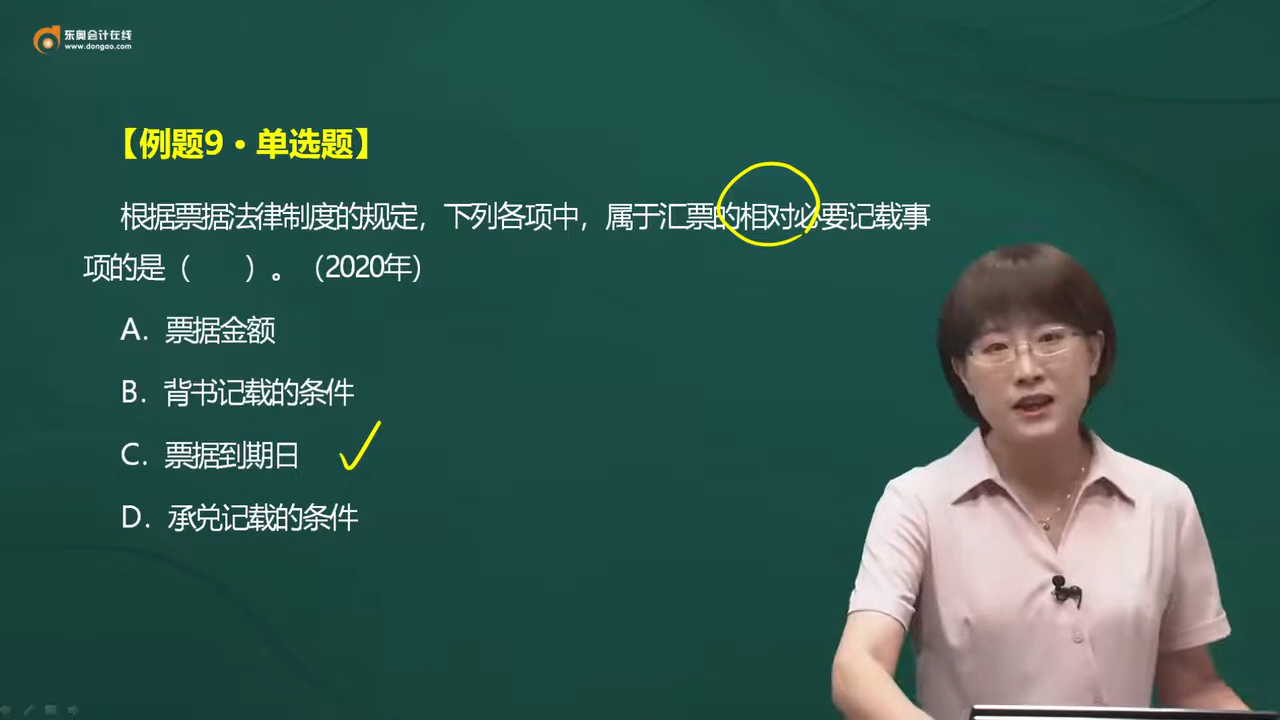 东奥会计在线
www.dongao.com
【例题9·单选题】
根据票据法律制度的规定，下列各项中，属于汇票的相对必要记载事
项的是（　　）。（2020年）
A. 票据金额
B. 背书记载的条件
C. 票据到期日
D. 承兑记载的条件